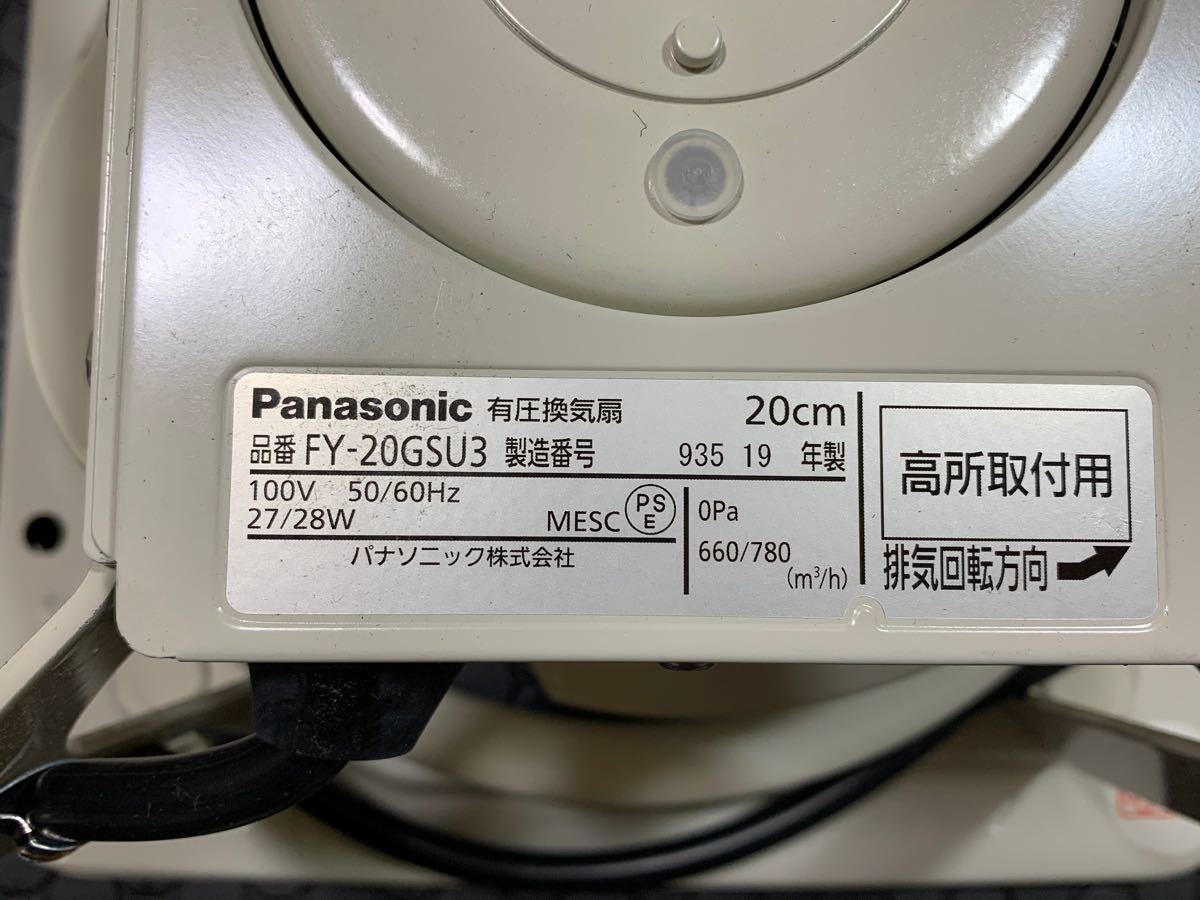 Panasonic 有圧換気扇 20cm
品番 FY-20GSU3 製造番号 935 19 年製
100V 50/60Hz
27/28W MESC PS E
パナソニック株式会社
0Pa
660/780 (m³/h)
高所取付用
排気回転方向